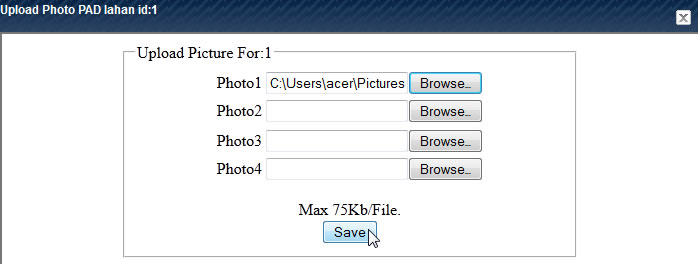 Upload Photo PAD lahan id:1
Upload Picture For:1
Photo1 C:\Users\acer\Pictures Browse...
Photo2 Browse...
Photo3 Browse...
Photo4 Browse...
Max 75Kb/File.
Save